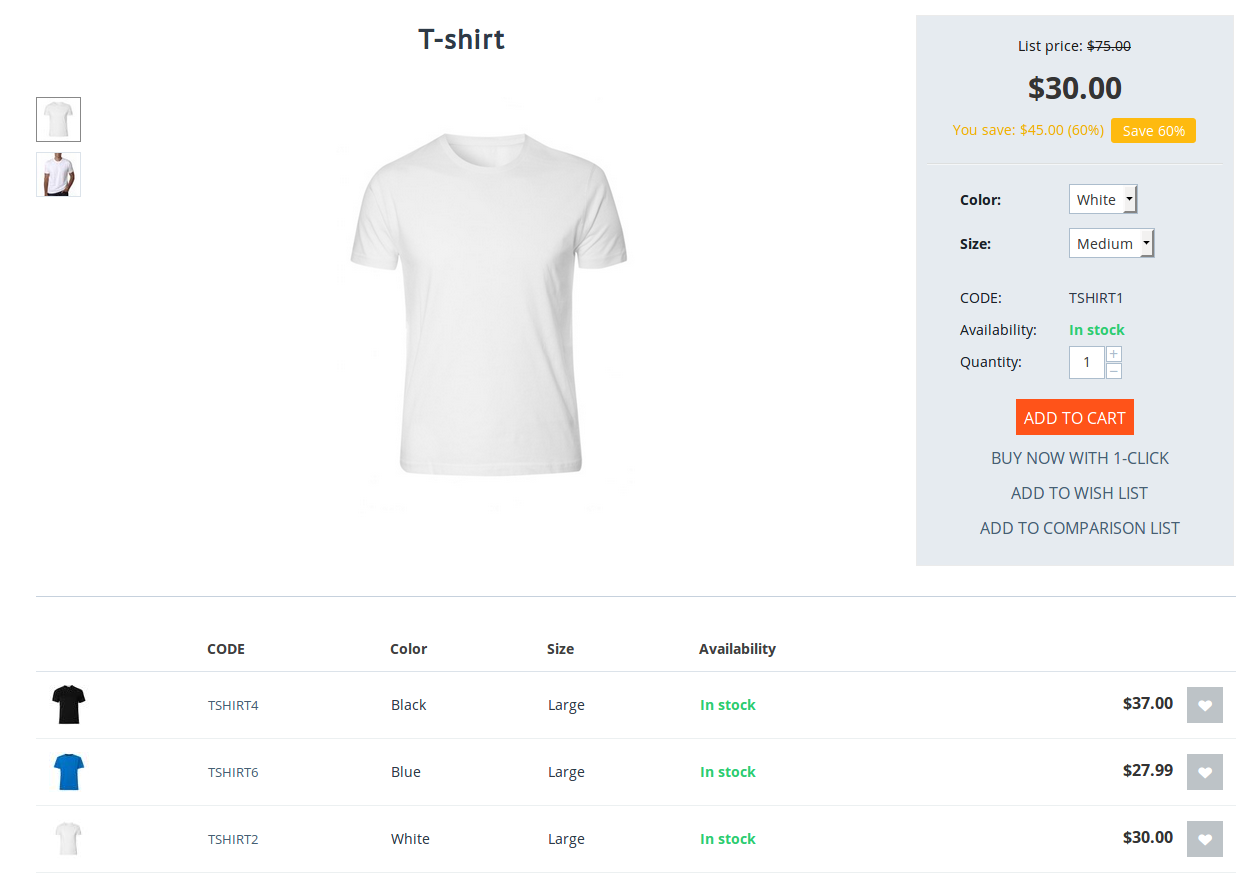 T-shirt
List price: $75.00
$30.00
You save: $45.00 (60%) Save 60%
Color: White
Size: Medium
CODE: TSHIRT1
Availability: In stock
Quantity: 1 + −
ADD TO CART
BUY NOW WITH 1-CLICK
ADD TO WISH LIST
ADD TO COMPARISON LIST
CODE Color Size Availability
TSHIRT4 Black Large In stock $37.00
TSHIRT6 Blue Large In stock $27.99
TSHIRT2 White Large In stock $30.00